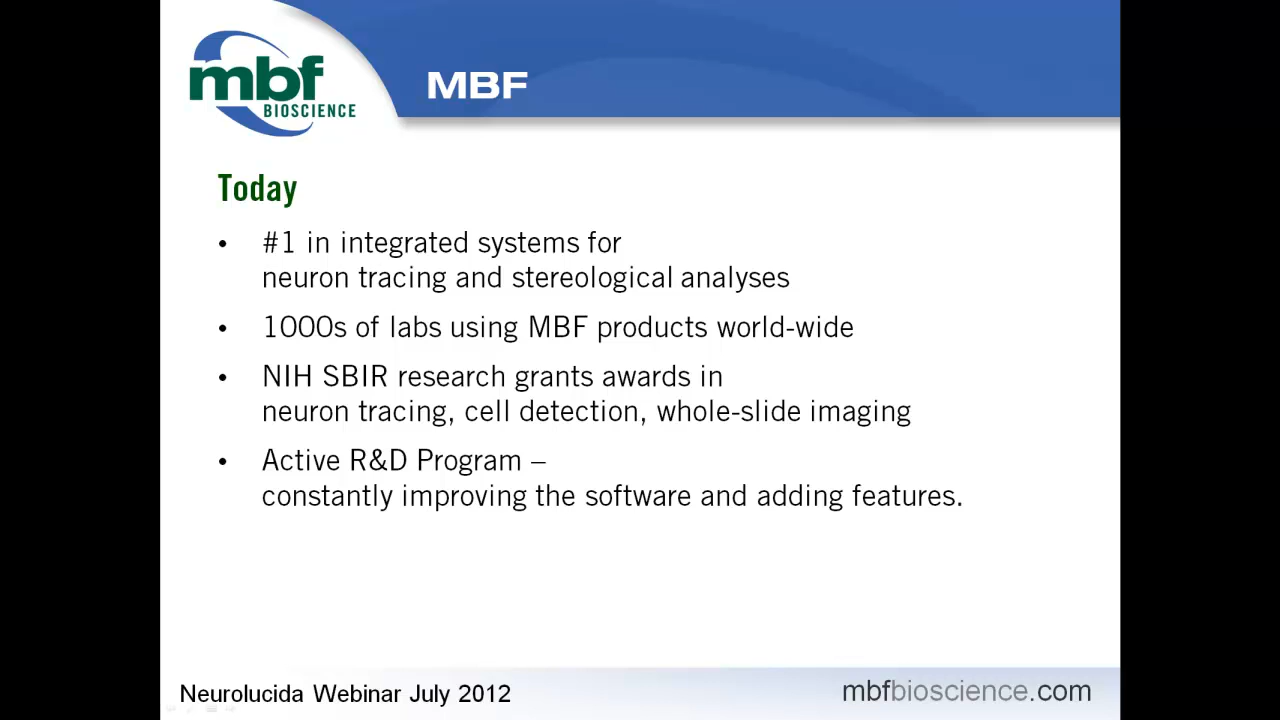 mbf
BIOSCIENCE
MBF
Today
• #1 in integrated systems for
neuron tracing and stereological analyses
• 1000s of labs using MBF products world-wide
• NIH SBIR research grants awards in
neuron tracing, cell detection, whole-slide imaging
• Active R&D Program –
constantly improving the software and adding features.
Neurolucida Webinar July 2012
mbfbioscience.com